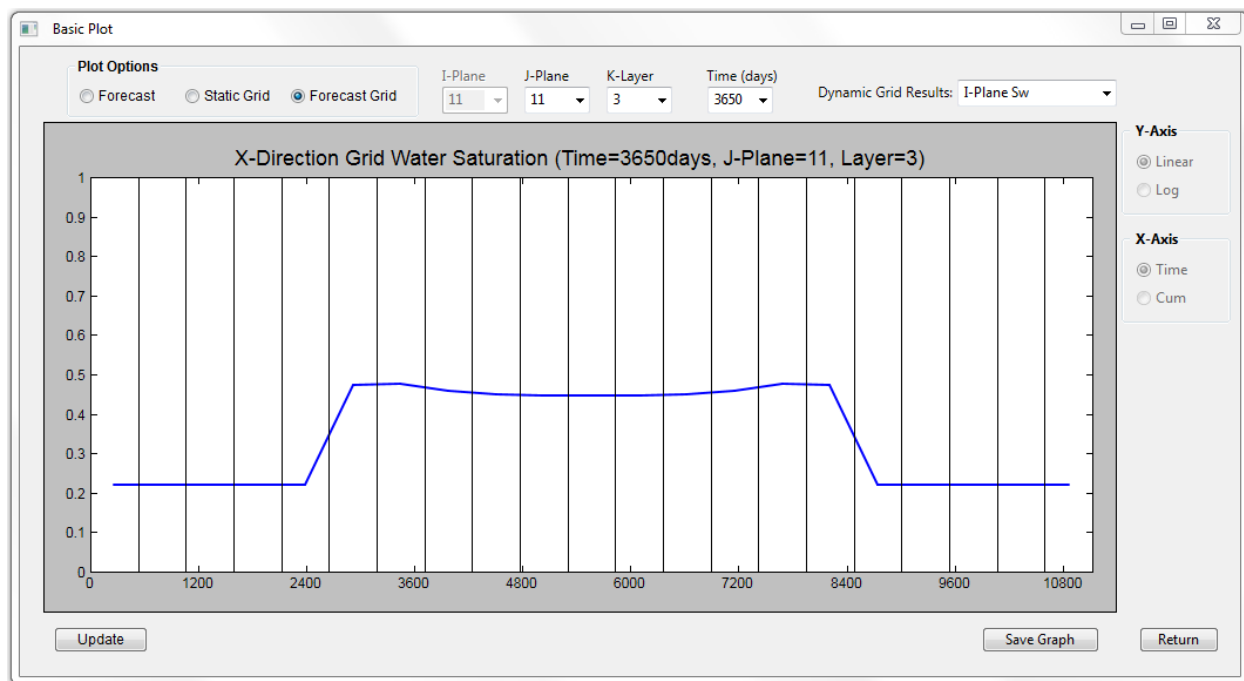 Basic Plot
Plot Options
Forecast
Static Grid
Forecast Grid
I-Plane
11
J-Plane
11
K-Layer
3
Time (days)
3650
Dynamic Grid Results:
I-Plane Sw
X-Direction Grid Water Saturation (Time=3650days, J-Plane=11, Layer=3)
1
0.9
0.8
0.7
0.6
0.5
0.4
0.3
0.2
0.1
0
0 1200 2400 3600 4800 6000 7200 8400 9600 10800
Y-Axis
Linear
Log
X-Axis
Time
Cum
Update
Save Graph
Return